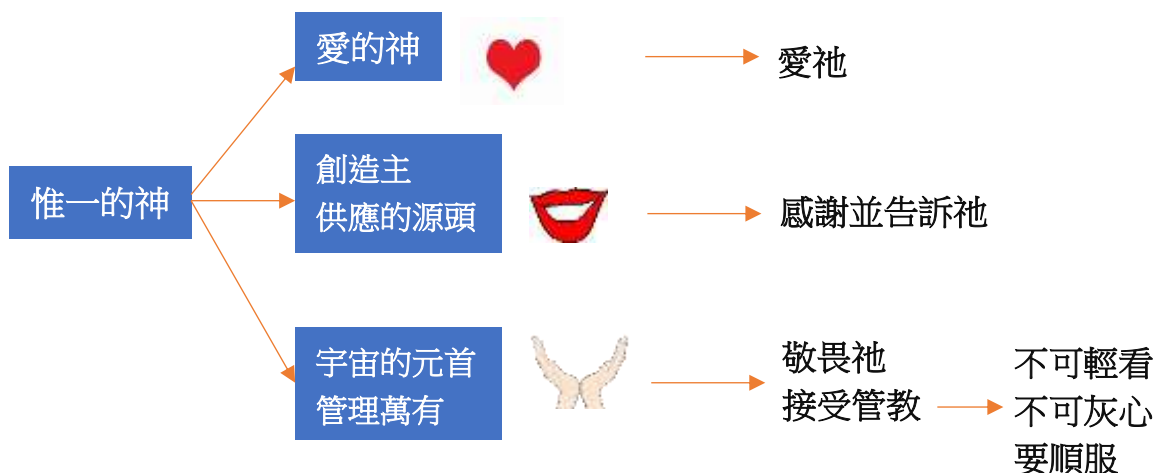 惟一的神
愛的神
愛祂
創造主
供應的源頭
感謝並告訴祂
宇宙的元首
管理萬有
敬畏祂
接受管教
不可輕看
不可灰心
要順服